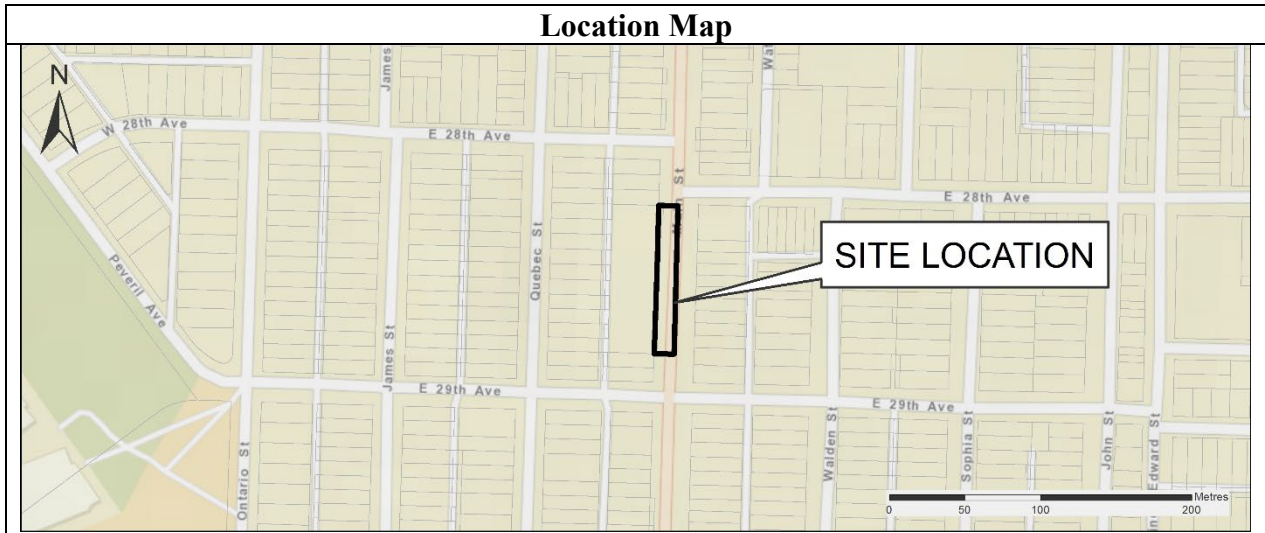 Location Map
N
James
W 28th Ave
E 28th Ave
E 28th Ave
SITE LOCATION
Quebec St
Peveril Ave
James St
E 29th Ave
E 29th Ave
Ontario St
Walden St
Sophia St
John St
Edward St
Metres
0 50 100 200